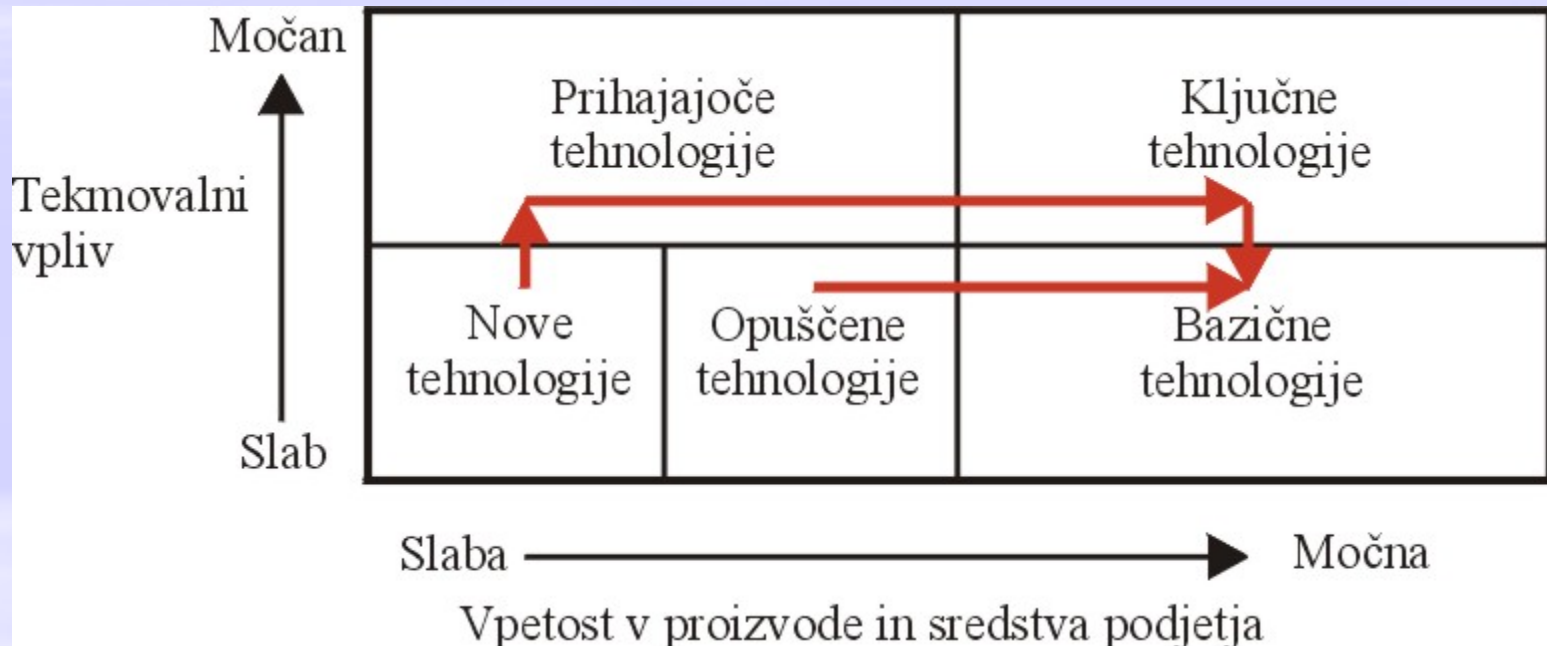 Močan
Tekmovalni
vpliv
Slab
Prihajajoče
tehnologije
Ključne
tehnologije
Nove
tehnologije
Opuščene
tehnologije
Bazične
tehnologije
Slaba
Močna
Vpetost v proizvode in sredstva podjetja